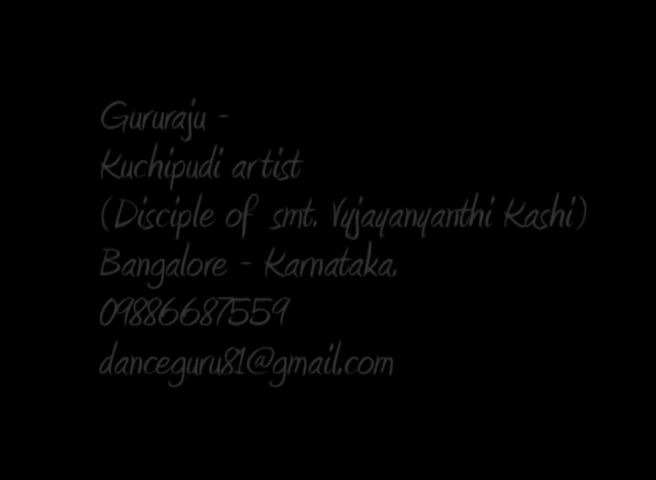 Gururaju -
Kuchipudi artist
(Disciple of smt. Vyjayanyanthi Kashi)
Bangalore - Karnataka.
09886687559
danceguru81@gmail.com